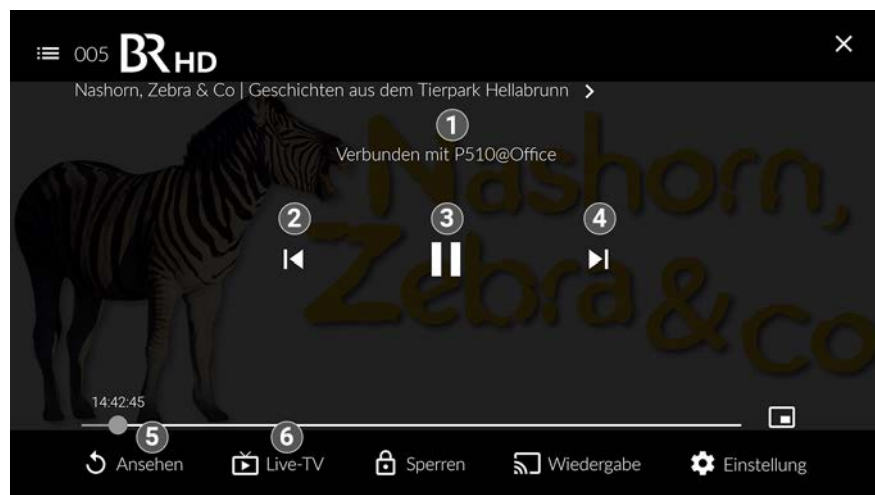 005 BR HD
Nashorn, Zebra & Co | Geschichten aus dem Tierpark Hellabrunn
1
Verbunden mit P510@Office
Nashorn,
2 3 4
Zebra & Co
14:42:45
5 6
Ansehen Live-TV Sperren Wiedergabe Einstellung